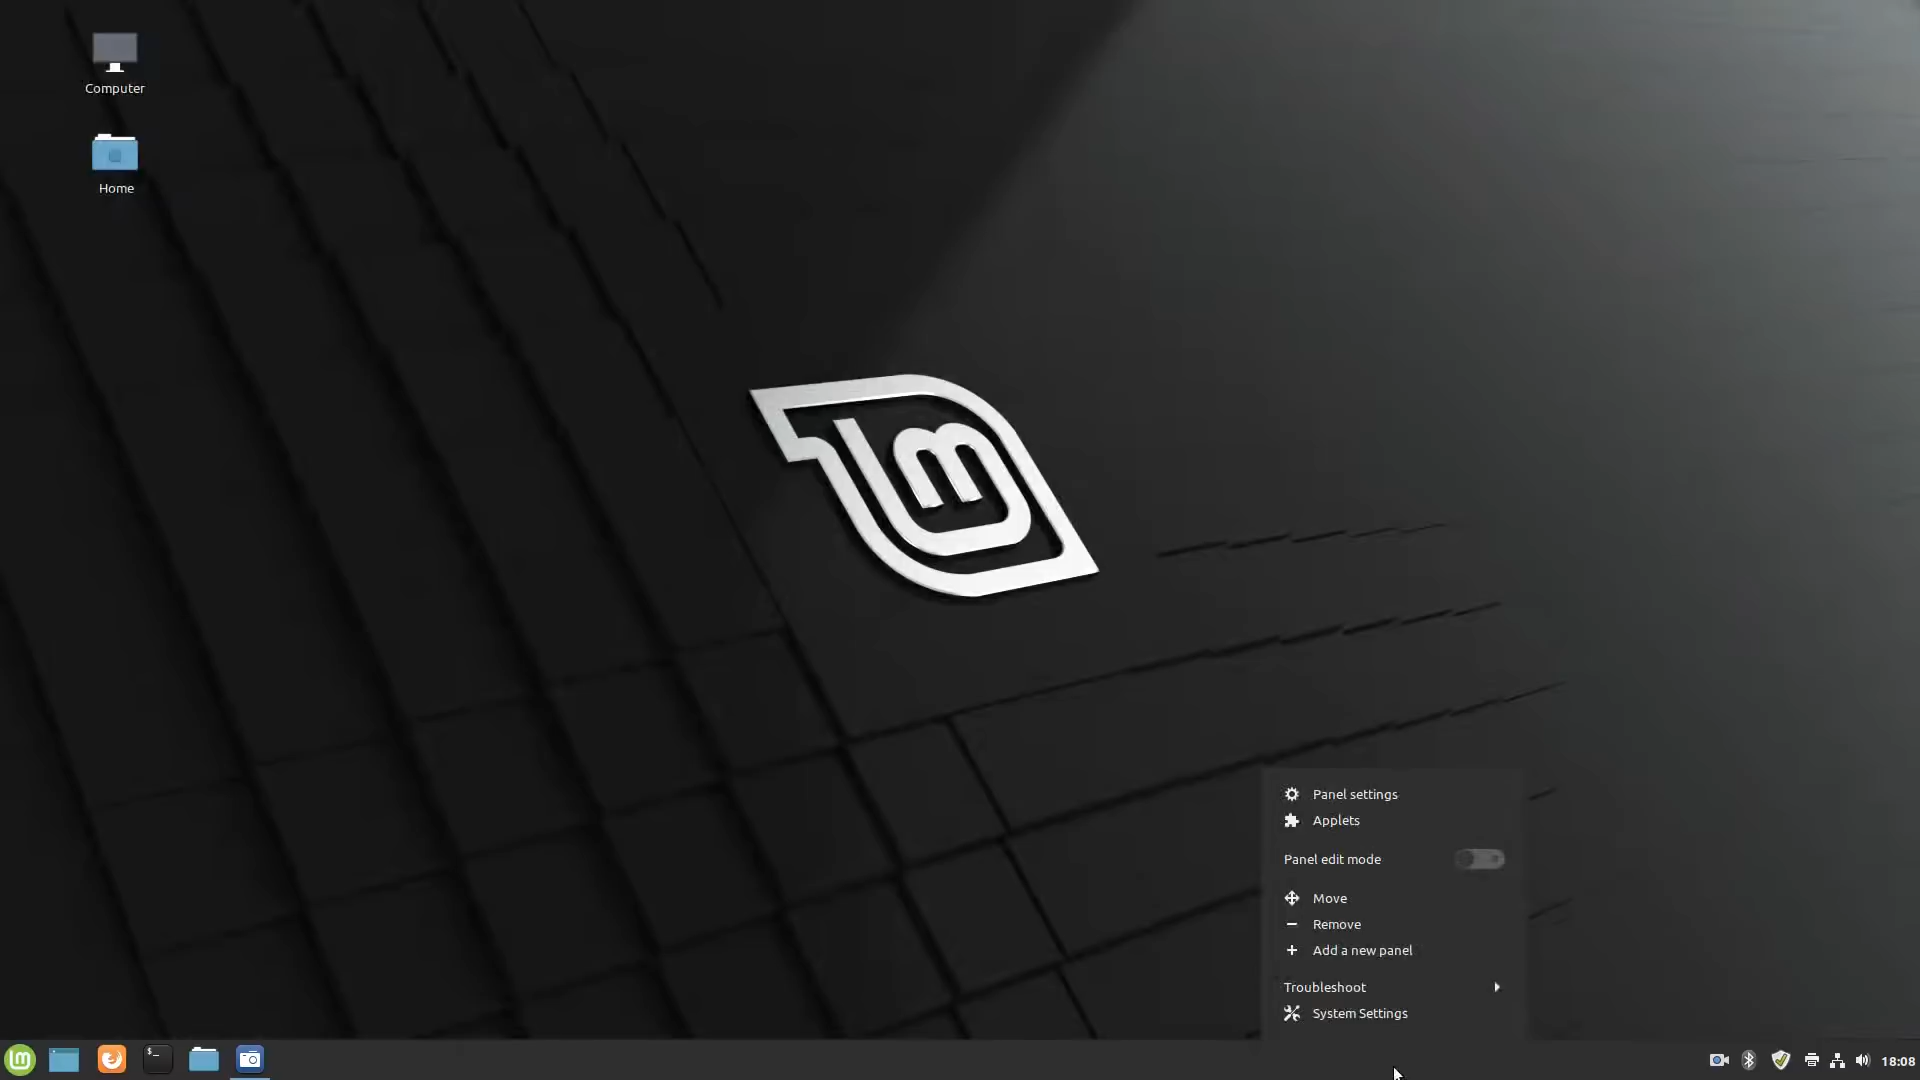 Computer
Home
Panel settings
Applets
Panel edit mode
Move
Remove
Add a new panel
Troubleshoot
System Settings
18:08